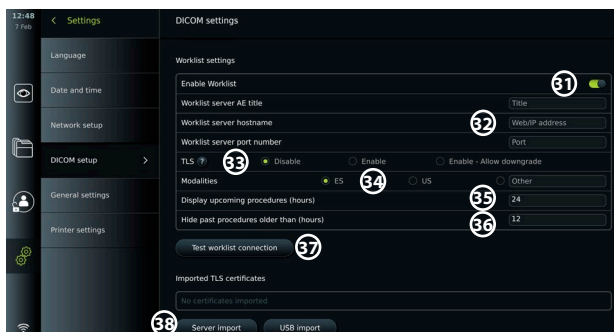 12:48
7 Feb
Settings
DICOM settings
Language
Date and time
Network setup
DICOM setup
General settings
Printer settings
Worklist settings
Enable Worklist 31
Worklist server AE title Title
Worklist server hostname 32 Web/IP address
Worklist server port number Port
TLS ? 33 Disable Enable Enable - Allow downgrade
Modalities ES 34 US Other
Display upcoming procedures (hours) 35 24
Hide past procedures older than (hours) 36 12
Test worklist connection 37
Imported TLS certificates
No certificates imported
38 Server import USB import